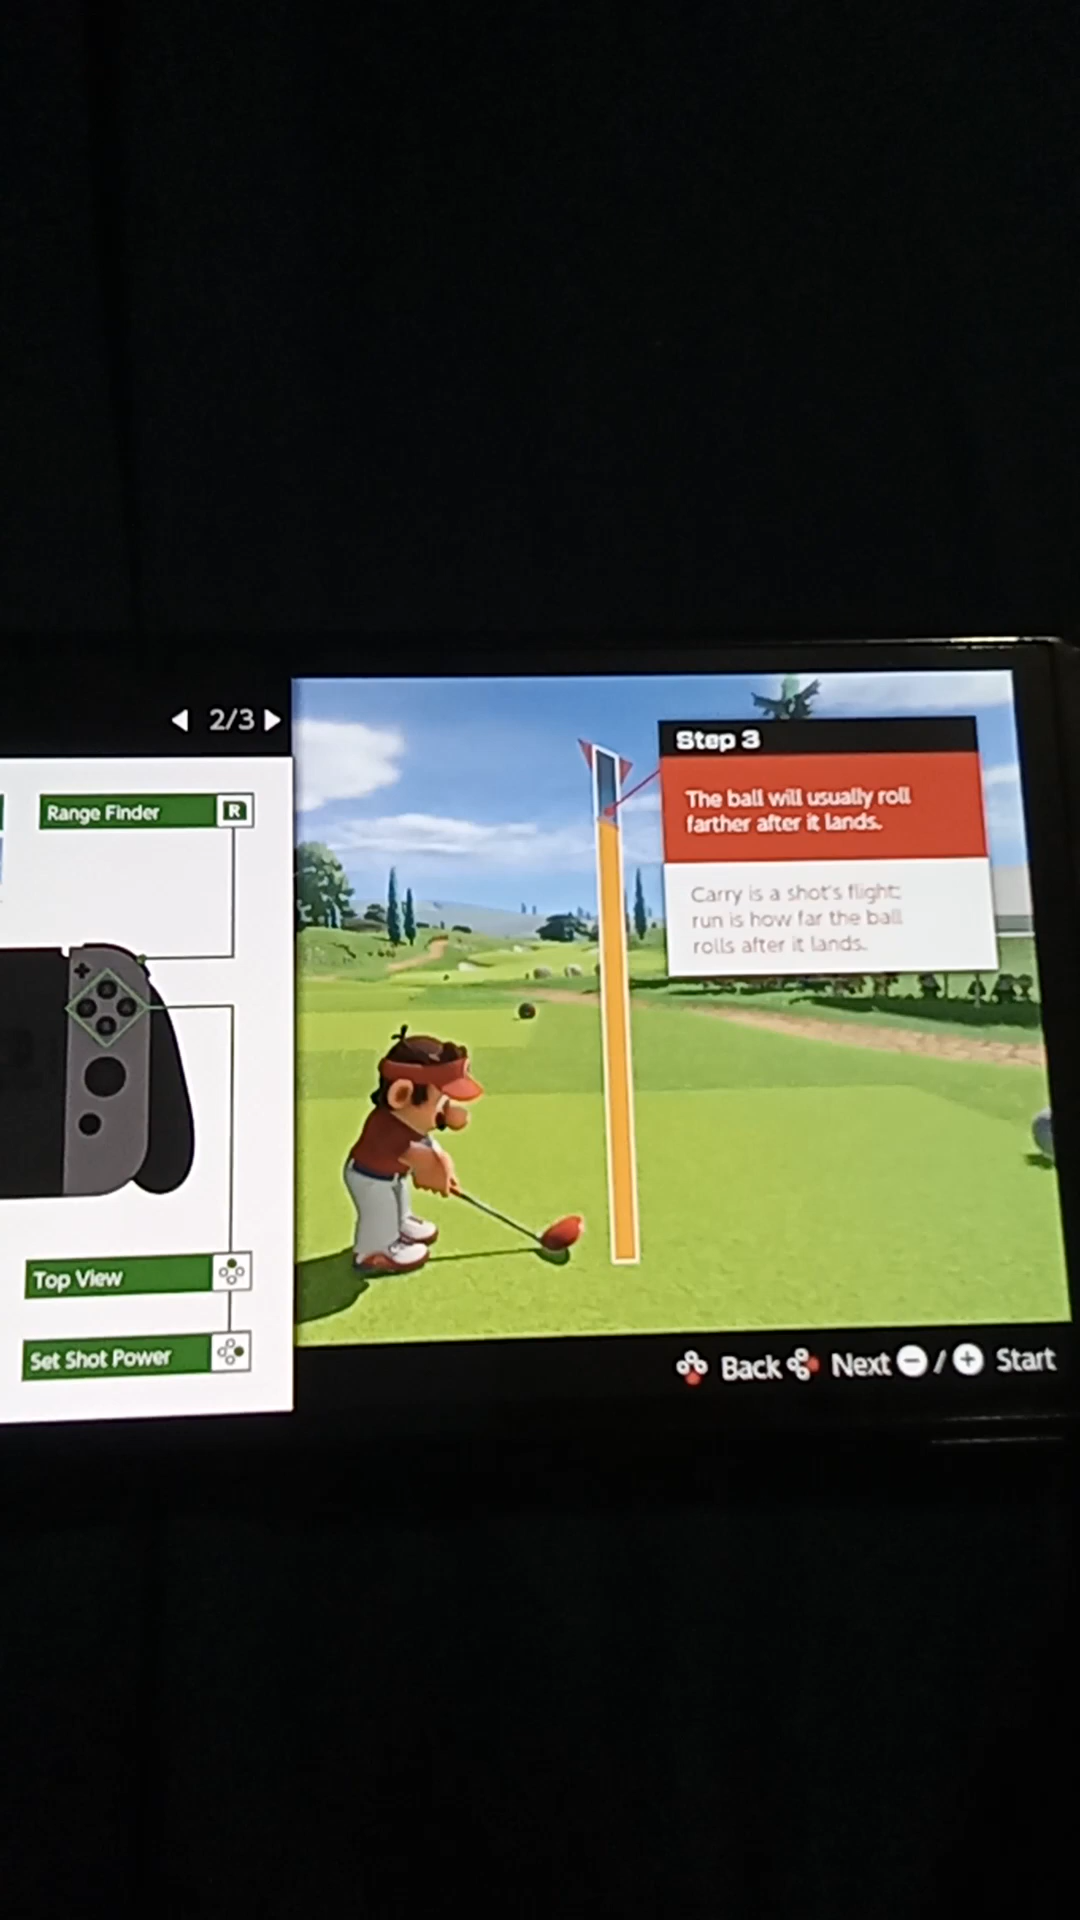 2/3
Range Finder R
Top View
Set Shot Power
Step 3
The ball will usually roll
farther after it lands.
Carry is a shot's flight;
run is how far the ball
rolls after it lands.
Back Next - / + Start